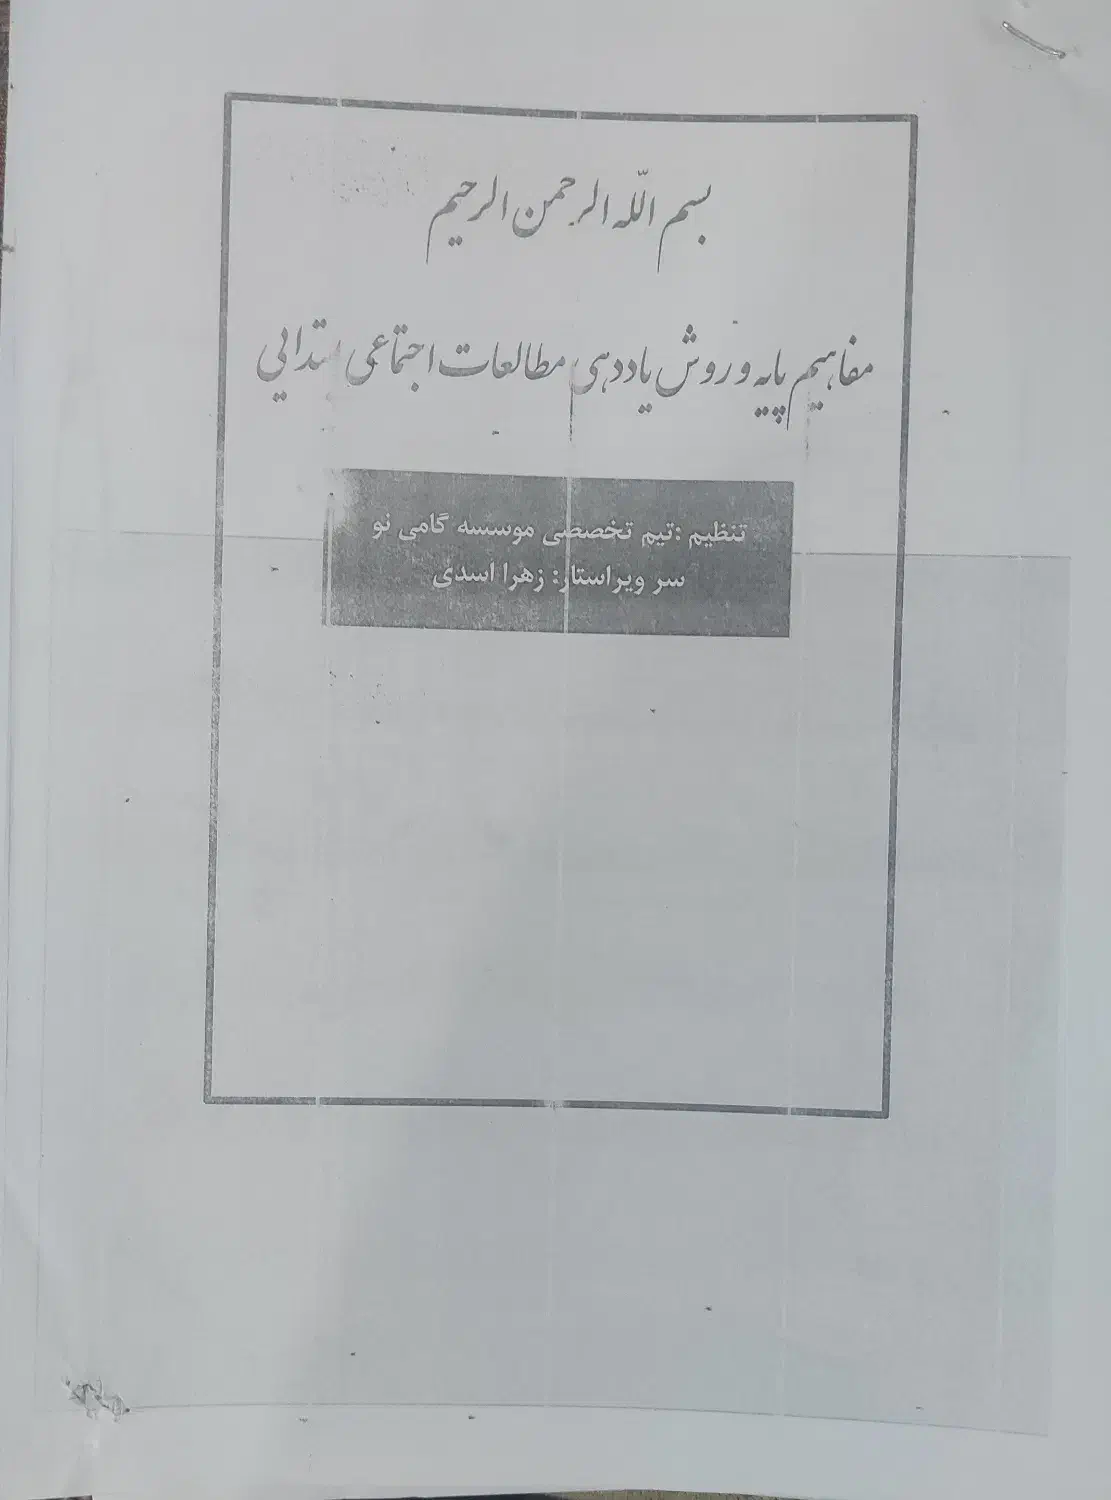 بسم اللّه الرحمن الرحیم
مفاهیم پایه و روش یاددهی مطالعات اجتماعی ابتدایی
تنظیم :تیم تخصصی موسسه گامی نو
سر ویراستار: زهرا اسدی